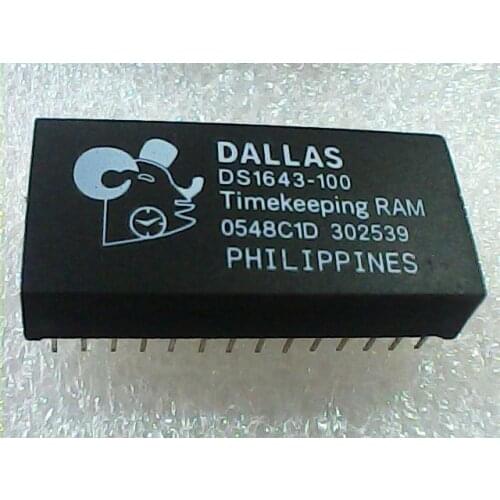 DALLAS
DS1643-100
Timekeeping RAM
0548C1D 302539
PHILIPPINES